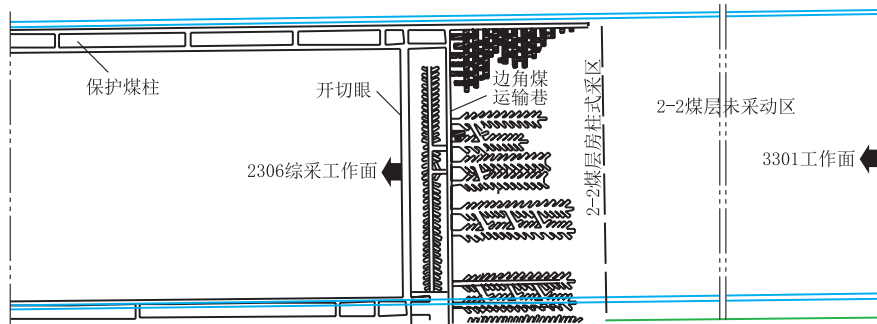 保护煤柱
开切眼
边角煤
运输巷
2-2煤层房柱式采区
2-2煤层未采动区
2306综采工作面
3301工作面